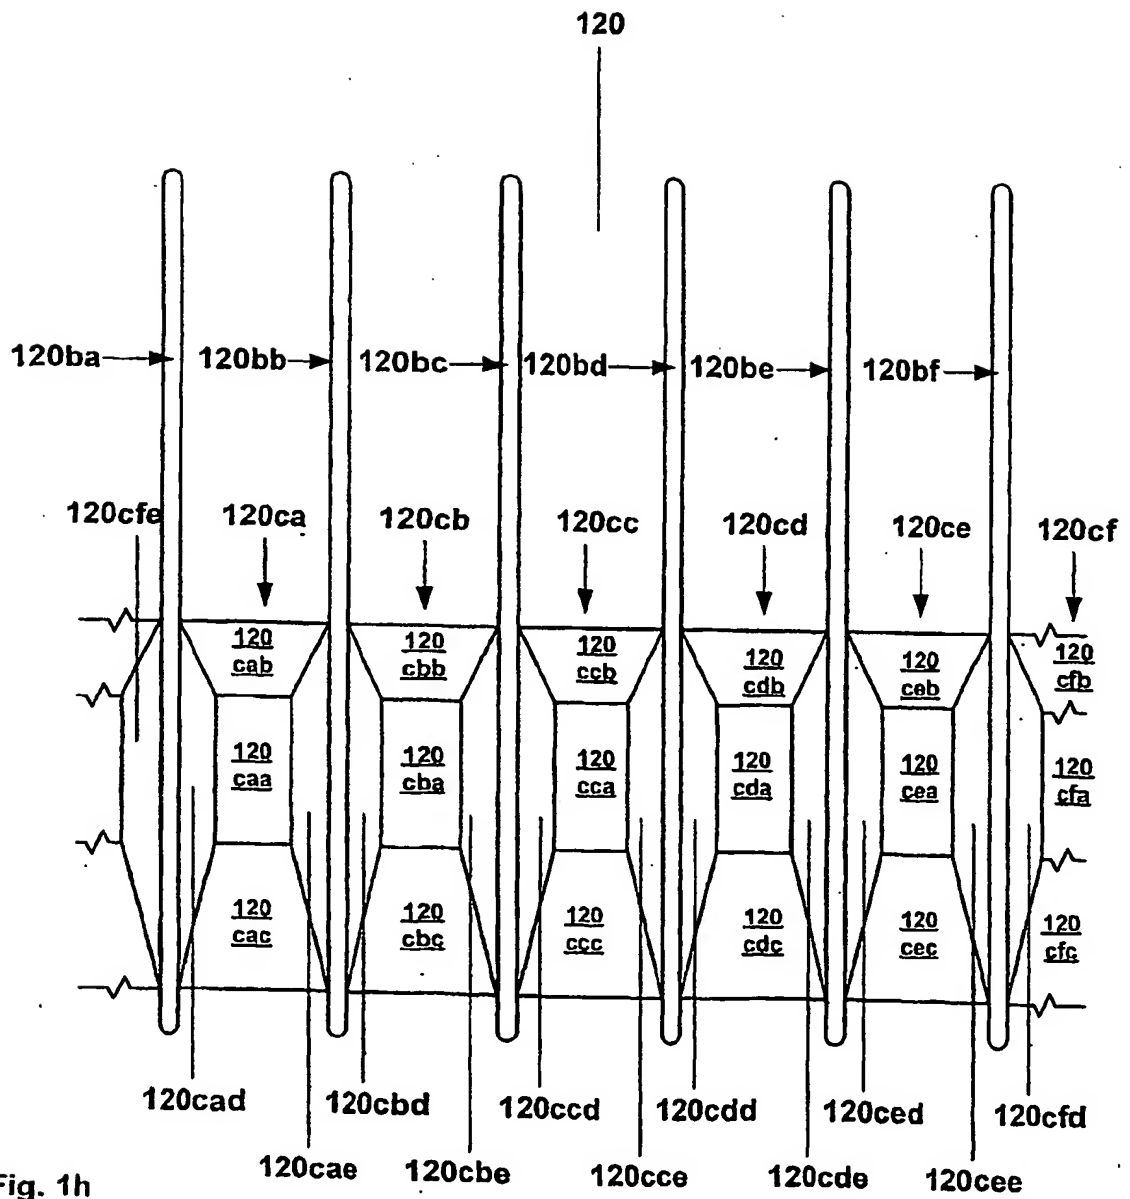 120
120ba 120bb 120bc 120bd 120be 120bf
120cfe 120ca 120cb 120cc 120cd 120ce 120cf
120 120 120 120 120 120
cab cbb ccb cdb ceb cfb
120 120 120 120 120 120
caa cba cca cda cea cfa
120 120 120 120 120 120
cac cbc ccc cdc cec cfc
120cad 120cbd 120ccd 120cdd 120ced 120cfd
120cae 120cbe 120cce 120cde 120cee
Fig. 1h